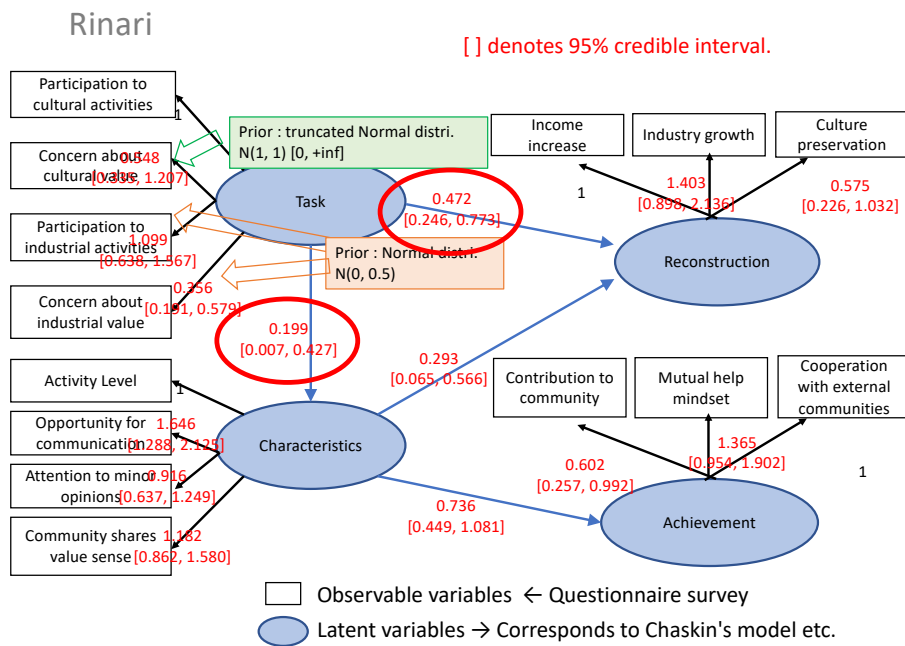 Rinari
[ ] denotes 95% credible interval.
Participation to
cultural activities
1
Prior : truncated Normal distri.
N(1, 1) [0, +inf]
Concern about
cultural value
0.548
[0.335, 1.207]
Task
Participation to
industrial activities
1.099
[0.638, 1.567]
Prior : Normal distri.
N(0, 0.5)
Concern about
industrial value
0.356
[0.191, 0.579]
0.472
[0.246, 0.773]
Income
increase
Industry growth
Culture
preservation
1
1.403
[0.898, 2.136]
0.575
[0.226, 1.032]
Reconstruction
0.199
[0.007, 0.427]
0.293
[0.065, 0.566]
Activity Level
1
Opportunity for
communication
1.646
[1.288, 2.125]
Attention to minor
opinions
0.916
[0.637, 1.249]
Community shares
value sense
1.182
[0.862, 1.580]
Characteristics
0.736
[0.449, 1.081]
Contribution to
community
Mutual help
mindset
Cooperation
with external
communities
0.602
[0.257, 0.992]
1.365
[0.954, 1.902]
1
Achievement
Observable variables ← Questionnaire survey
Latent variables → Corresponds to Chaskin's model etc.